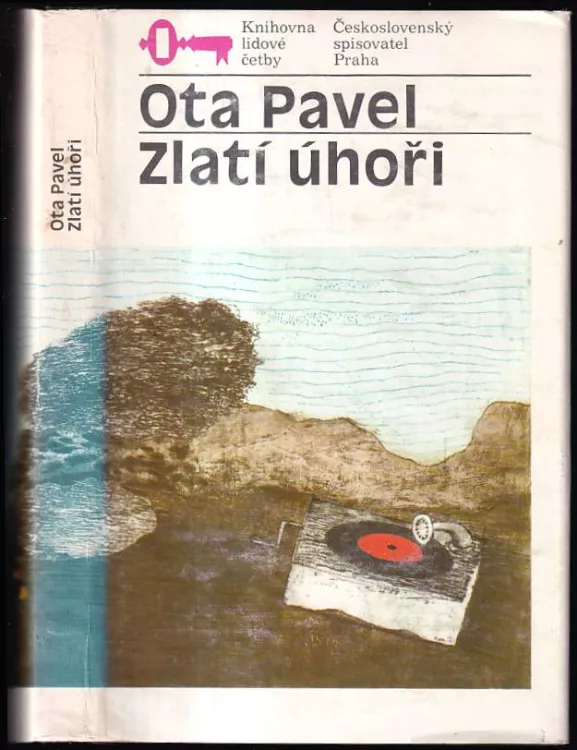 Knihovna
lidové
četby
Československý
spisovatel
Praha
Ota Pavel
Zlatí úhoři
Ota Pavel
Zlatí úhoři